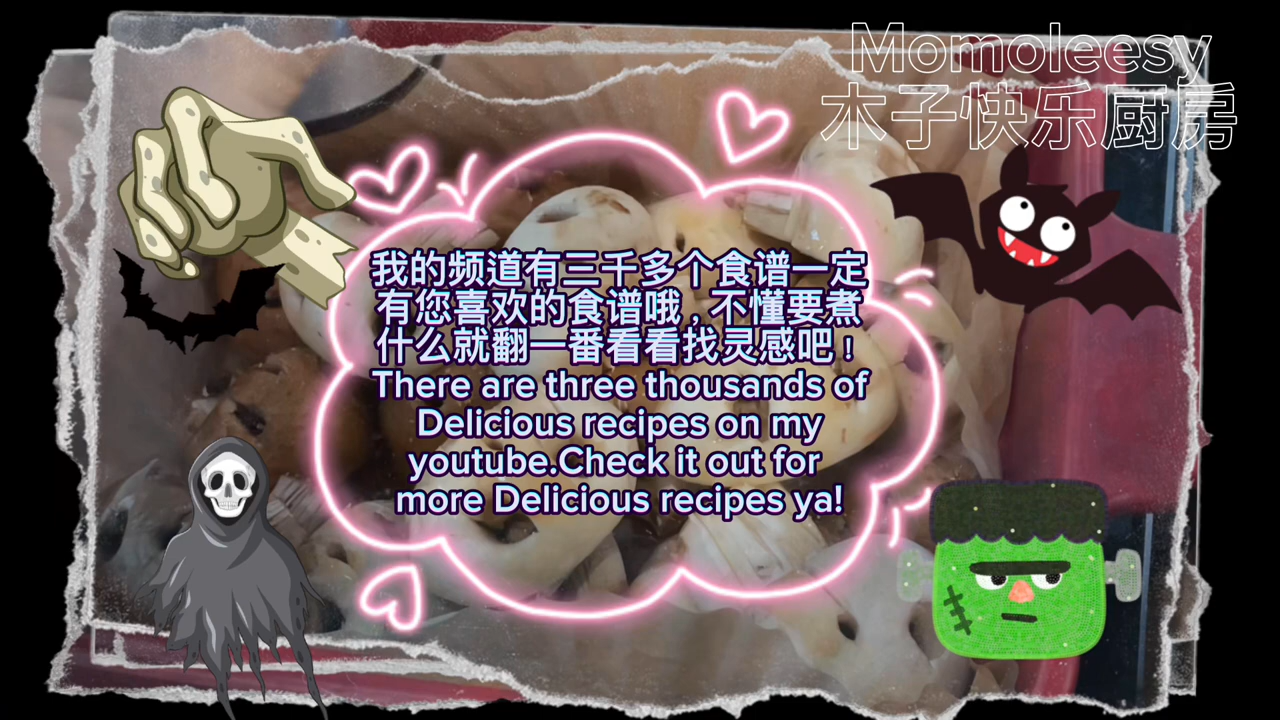 Momoleesy
木子快乐厨房
我的频道有三千多个食谱一定
有您喜欢的食谱哦，不懂要煮
什么就翻一番看看找灵感吧！
There are three thousands of
Delicious recipes on my
youtube.Check it out for
more Delicious recipes ya!